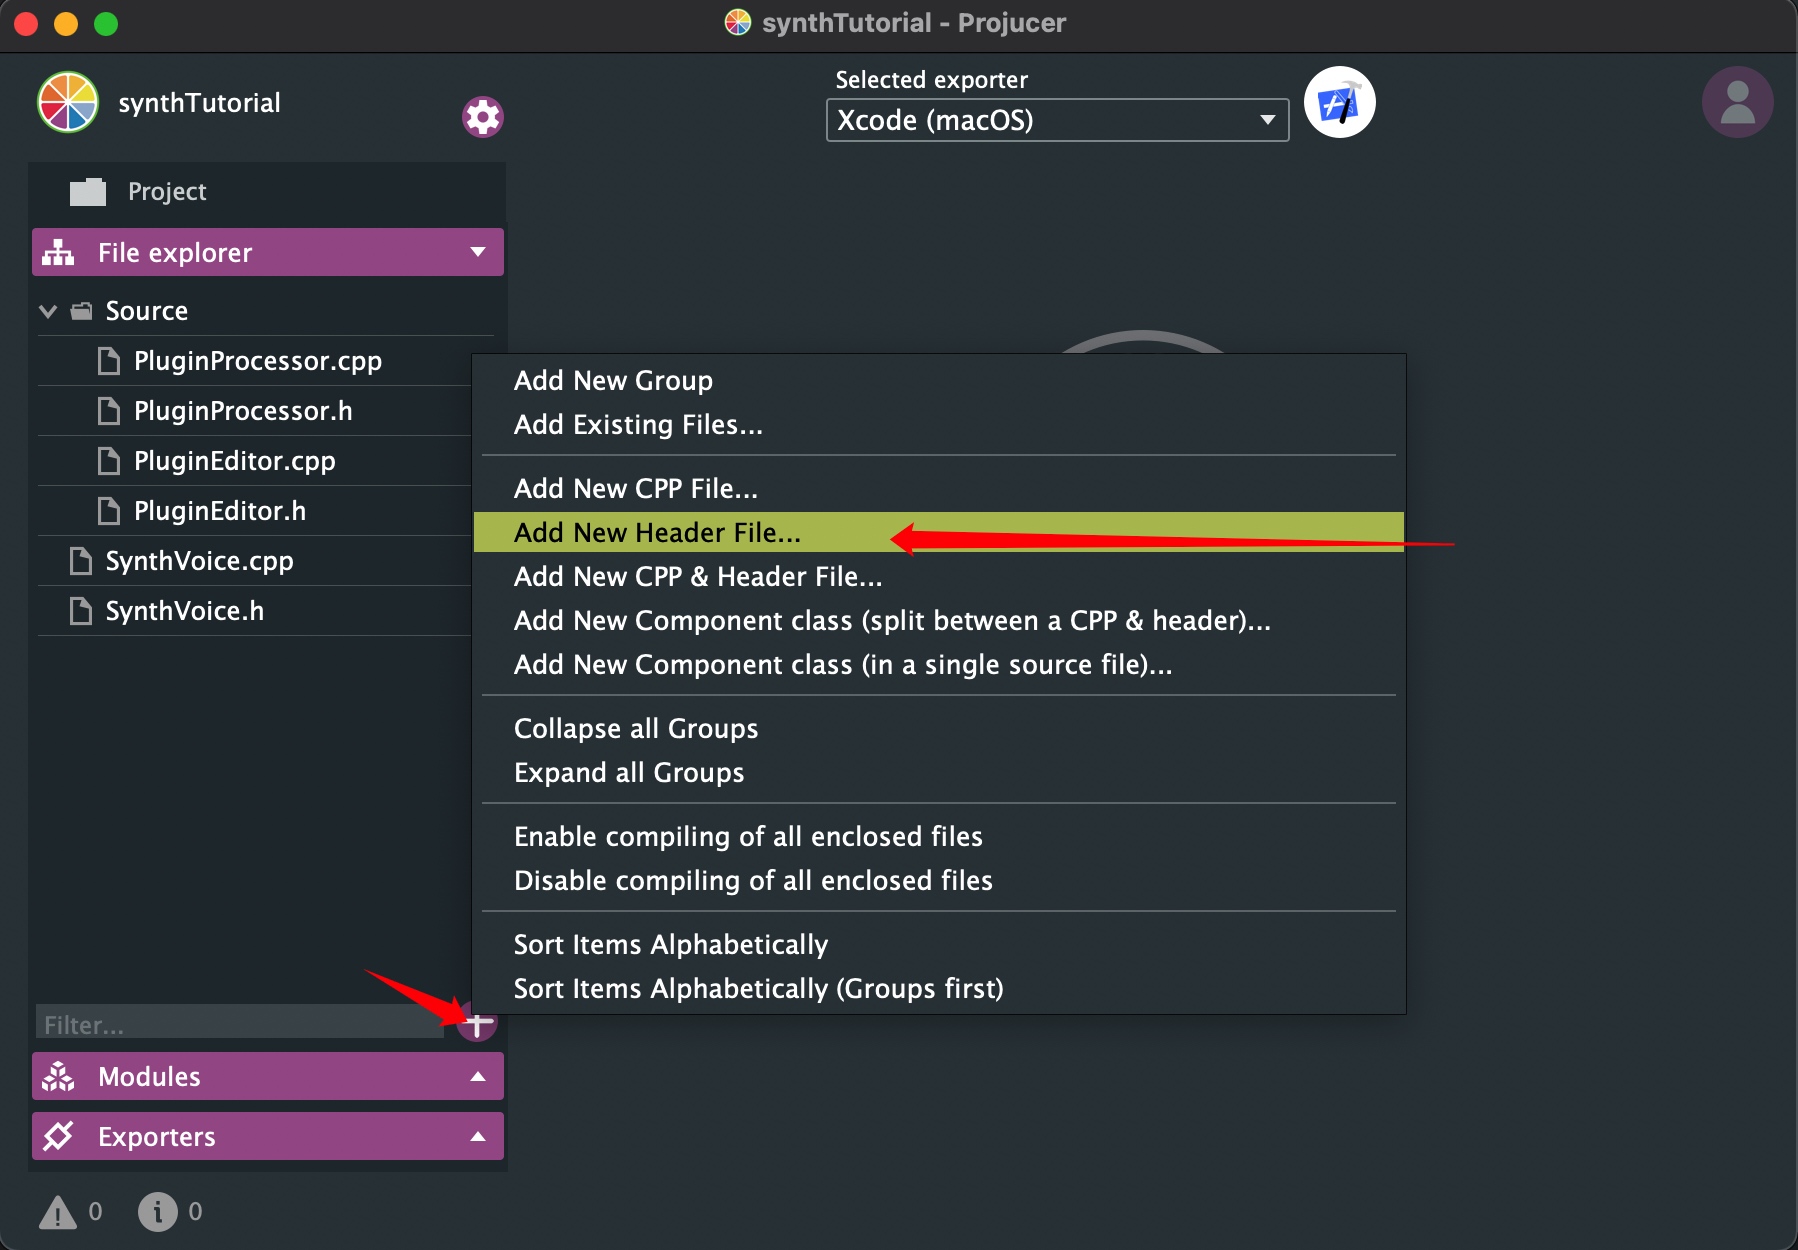 synthTutorial - Projucer
synthTutorial
Selected exporter
Xcode (macOS)
Project
File explorer
Source
PluginProcessor.cpp
PluginProcessor.h
PluginEditor.cpp
PluginEditor.h
SynthVoice.cpp
SynthVoice.h
Add New Group
Add Existing Files...
Add New CPP File...
Add New Header File...
Add New CPP & Header File...
Add New Component class (split between a CPP & header)...
Add New Component class (in a single source file)...
Collapse all Groups
Expand all Groups
Enable compiling of all enclosed files
Disable compiling of all enclosed files
Sort Items Alphabetically
Sort Items Alphabetically (Groups first)
Filter...
Modules
Exporters
0 0